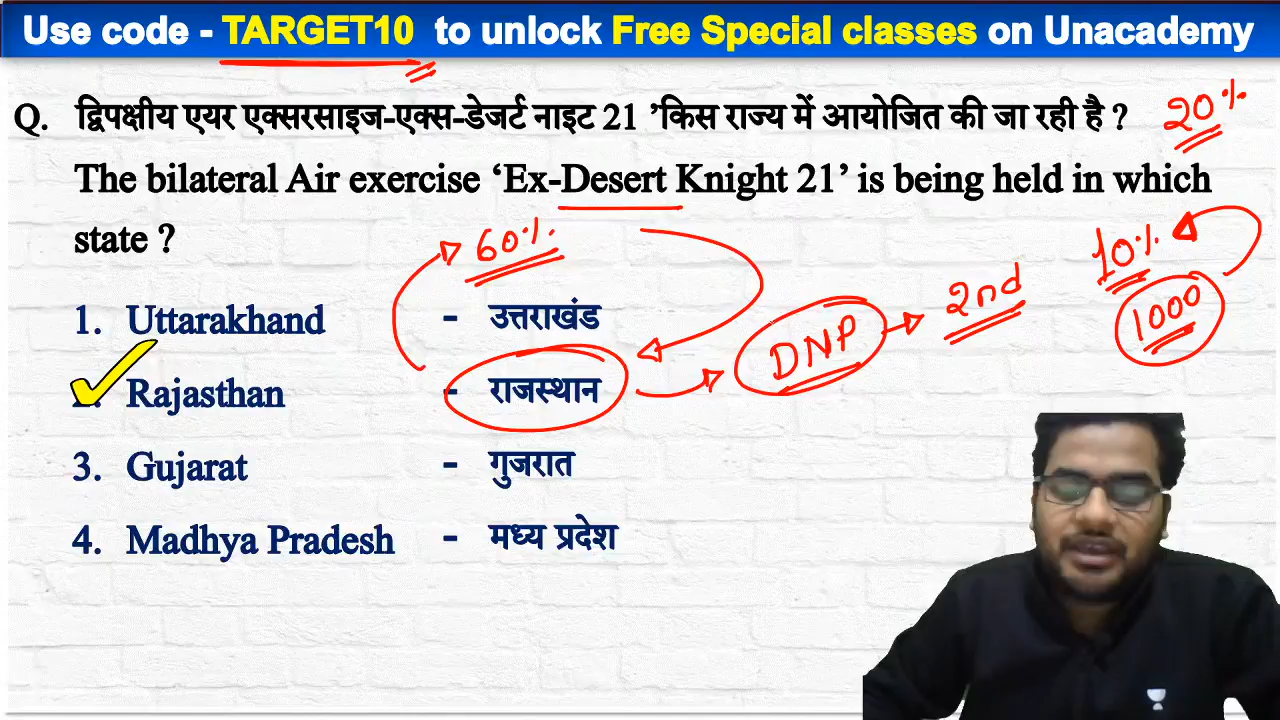 Use code - TARGET10 to unlock Free Special classes on Unacademy
Q. द्विपक्षीय एयर एक्सरसाइज-एक्स-डेजर्ट नाइट 21 'किस राज्य में आयोजित की जा रही है ?
20%
The bilateral Air exercise ‘Ex-Desert Knight 21’ is being held in which
state ?
60%
10%
1. Uttarakhand - उत्तराखंड
DNP
2nd
1000
2. Rajasthan - राजस्थान
3. Gujarat - गुजरात
4. Madhya Pradesh - मध्य प्रदेश